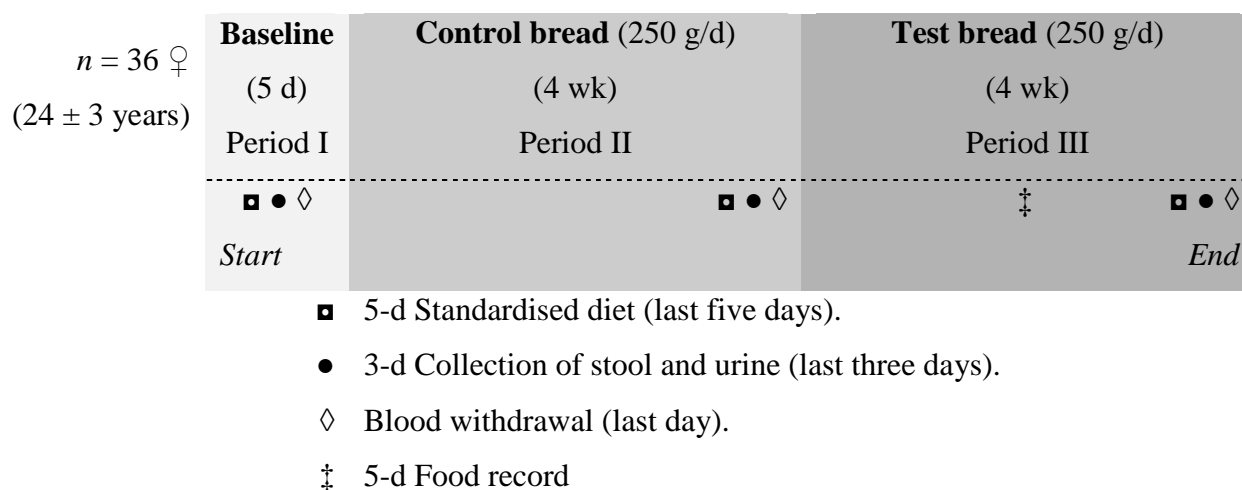 Baseline Control bread (250 g/d) Test bread (250 g/d)
n = 36 ♀
(5 d) (4 wk) (4 wk)
(24 ± 3 years)
Period I Period II Period III
◘ ● ◊ ◘ ● ◊ ‡ ◘ ● ◊
Start End
◘ 5-d Standardised diet (last five days).
● 3-d Collection of stool and urine (last three days).
◊ Blood withdrawal (last day).
‡ 5-d Food record